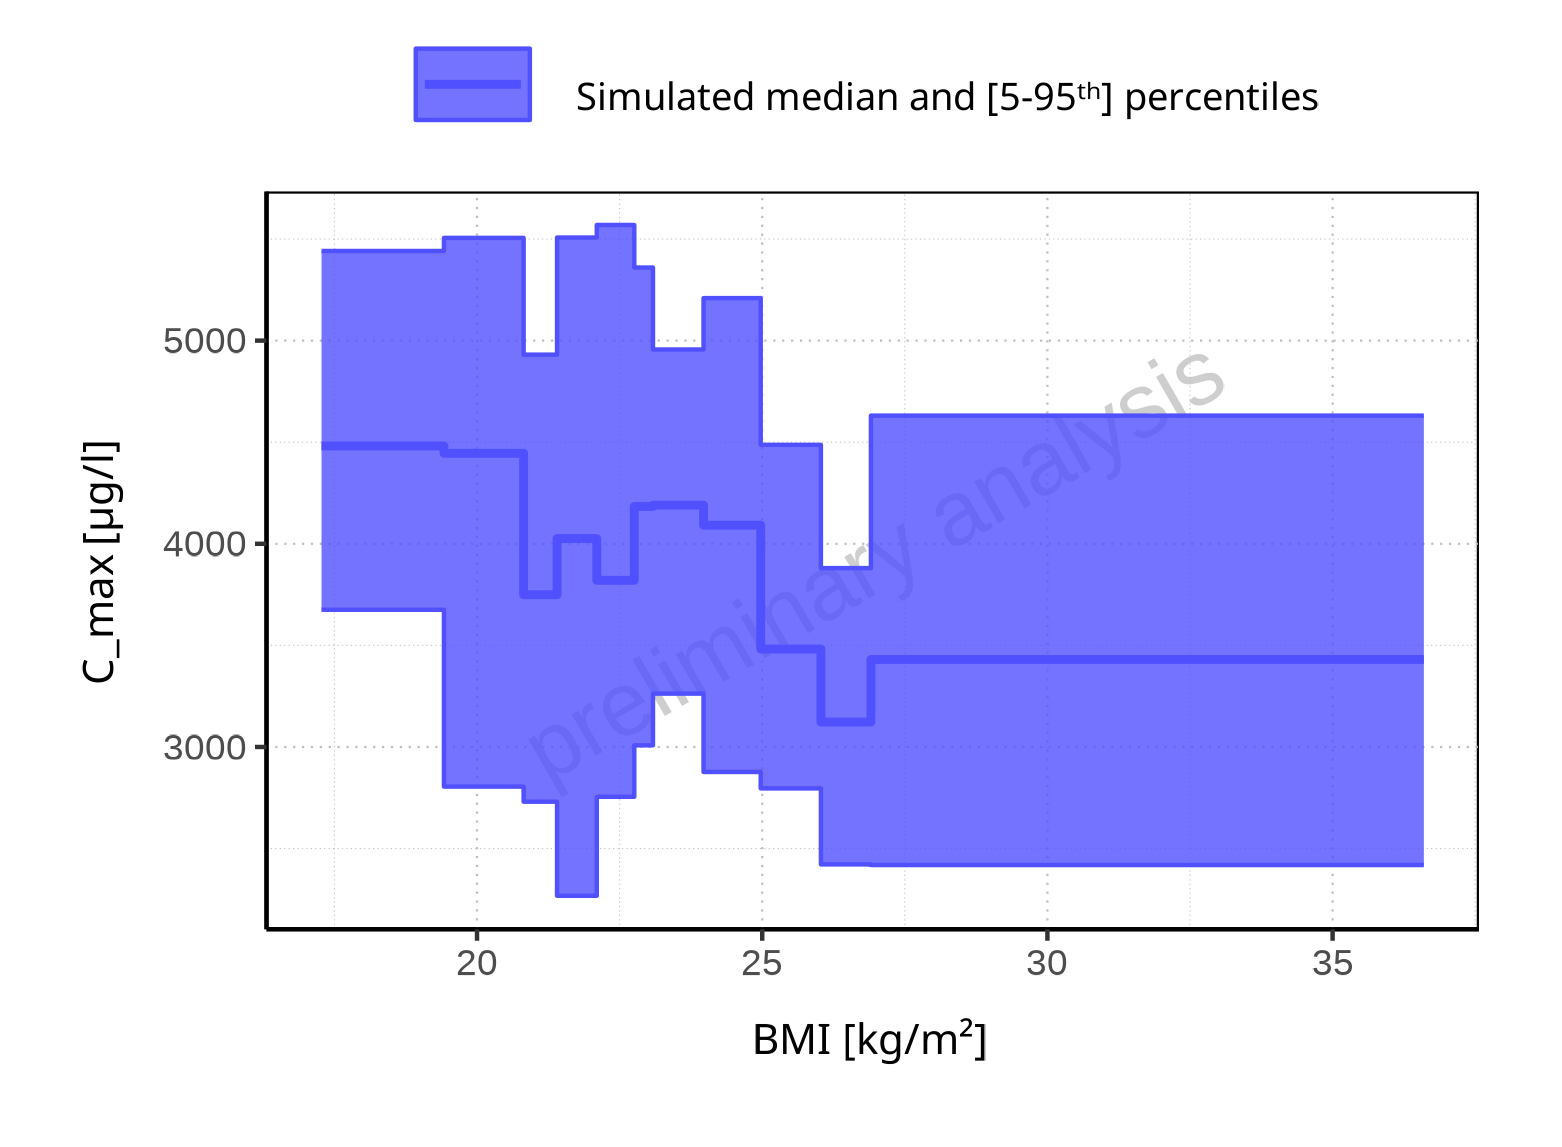 Simulated median and [5-95ᵗʰ] percentiles
5000
4000
3000
C_max [µg/l]
preliminary analysis
20 25 30 35
BMI [kg/m²]